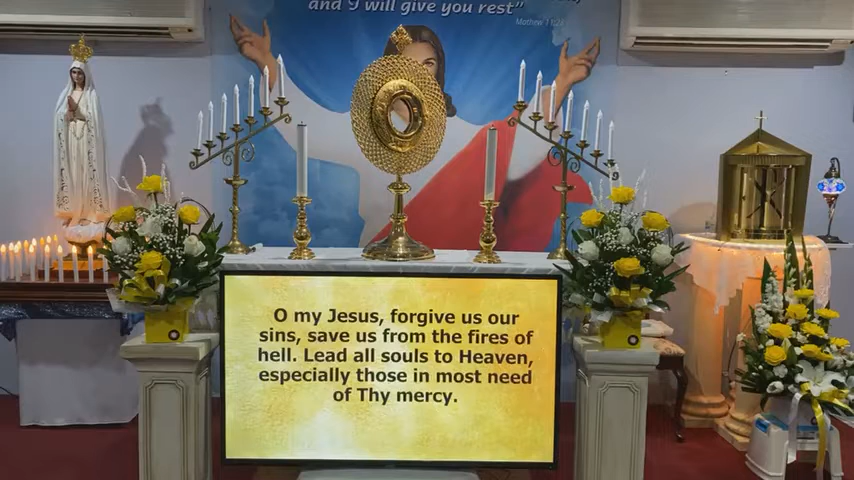 and I will give you rest”
Mathew 11:28
O my Jesus, forgive us our
sins, save us from the fires of
hell. Lead all souls to Heaven,
especially those in most need
of Thy mercy.